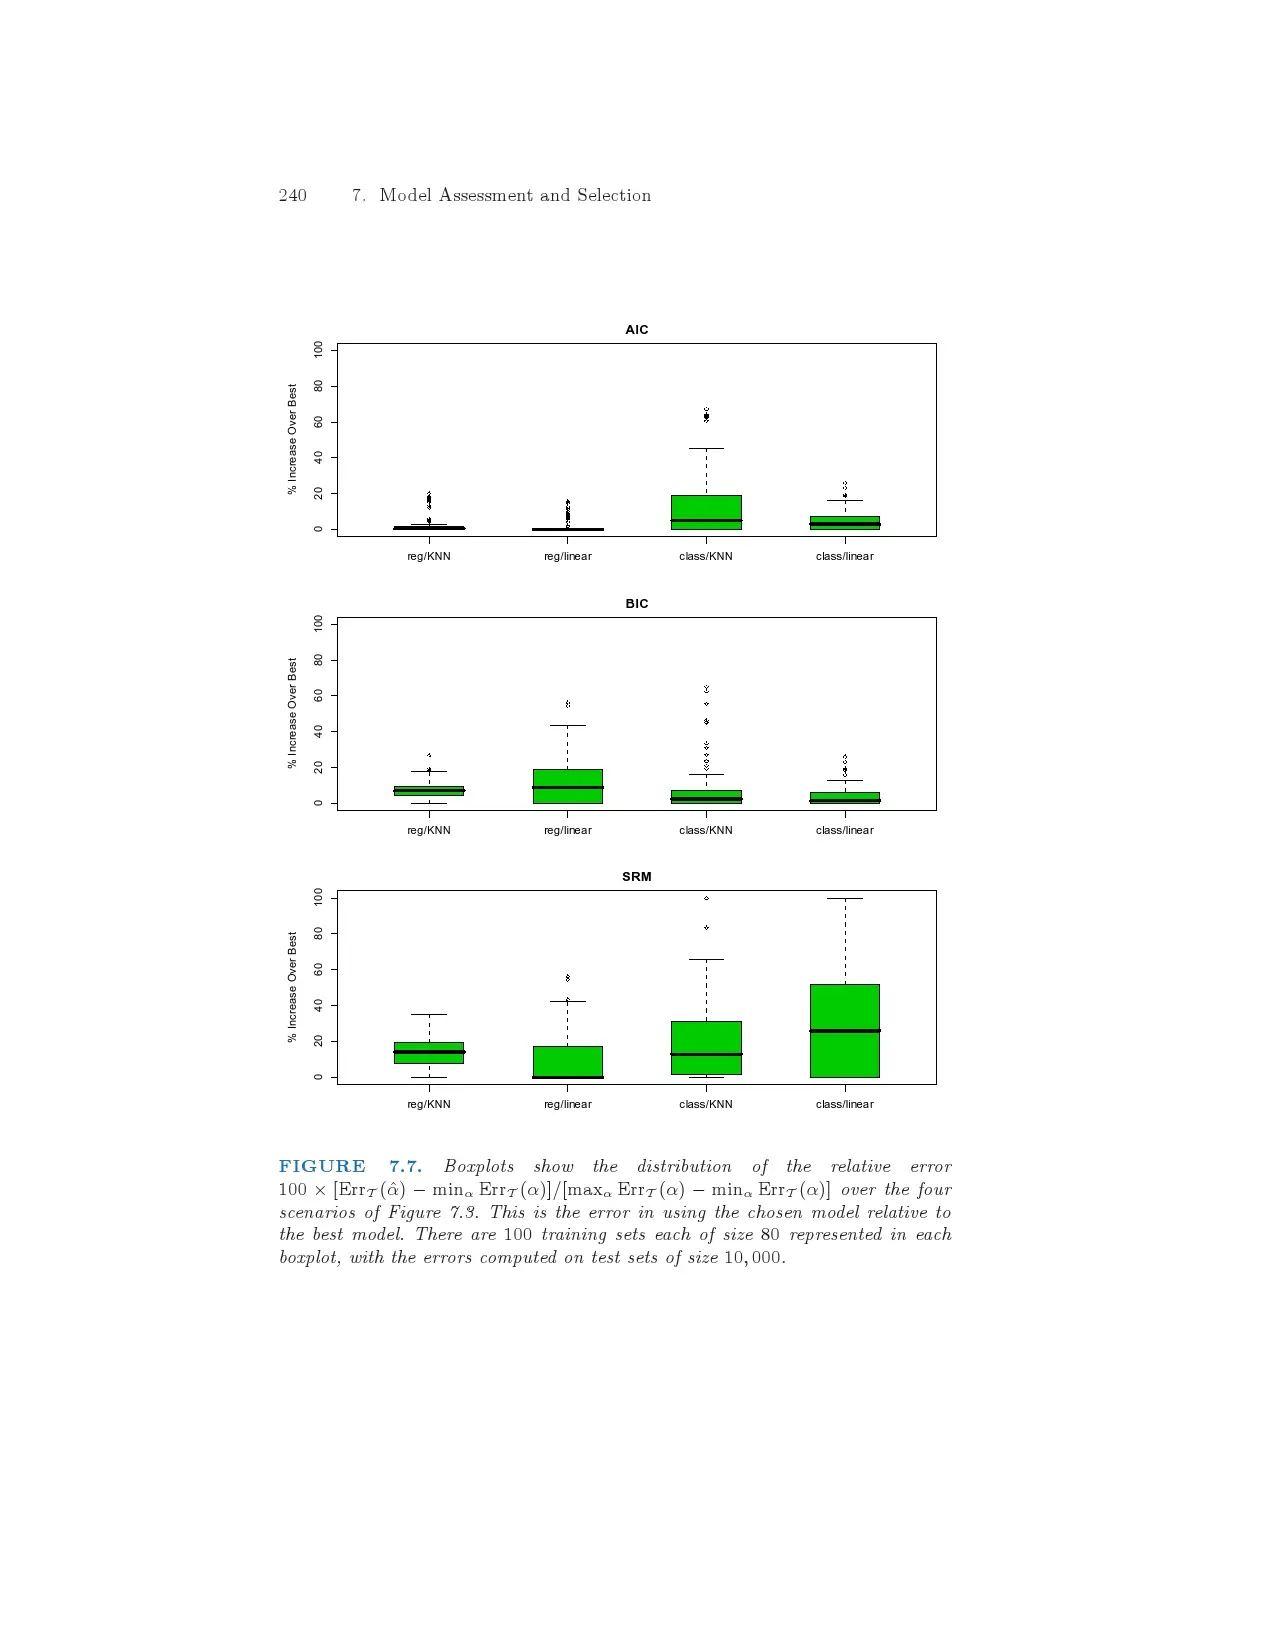 240 7. Model Assessment and Selection
AIC
% Increase Over Best
0 20 40 60 80 100
reg/KNN reg/linear class/KNN class/linear
BIC
% Increase Over Best
0 20 40 60 80 100
reg/KNN reg/linear class/KNN class/linear
SRM
% Increase Over Best
0 20 40 60 80 100
reg/KNN reg/linear class/KNN class/linear
FIGURE 7.7. Boxplots show the distribution of the relative error
100 × [Err𝒯(α̂) − minα Err𝒯(α)]/[maxα Err𝒯(α) − minα Err𝒯(α)] over the four
scenarios of Figure 7.3. This is the error in using the chosen model relative to
the best model. There are 100 training sets each of size 80 represented in each
boxplot, with the errors computed on test sets of size 10,000.